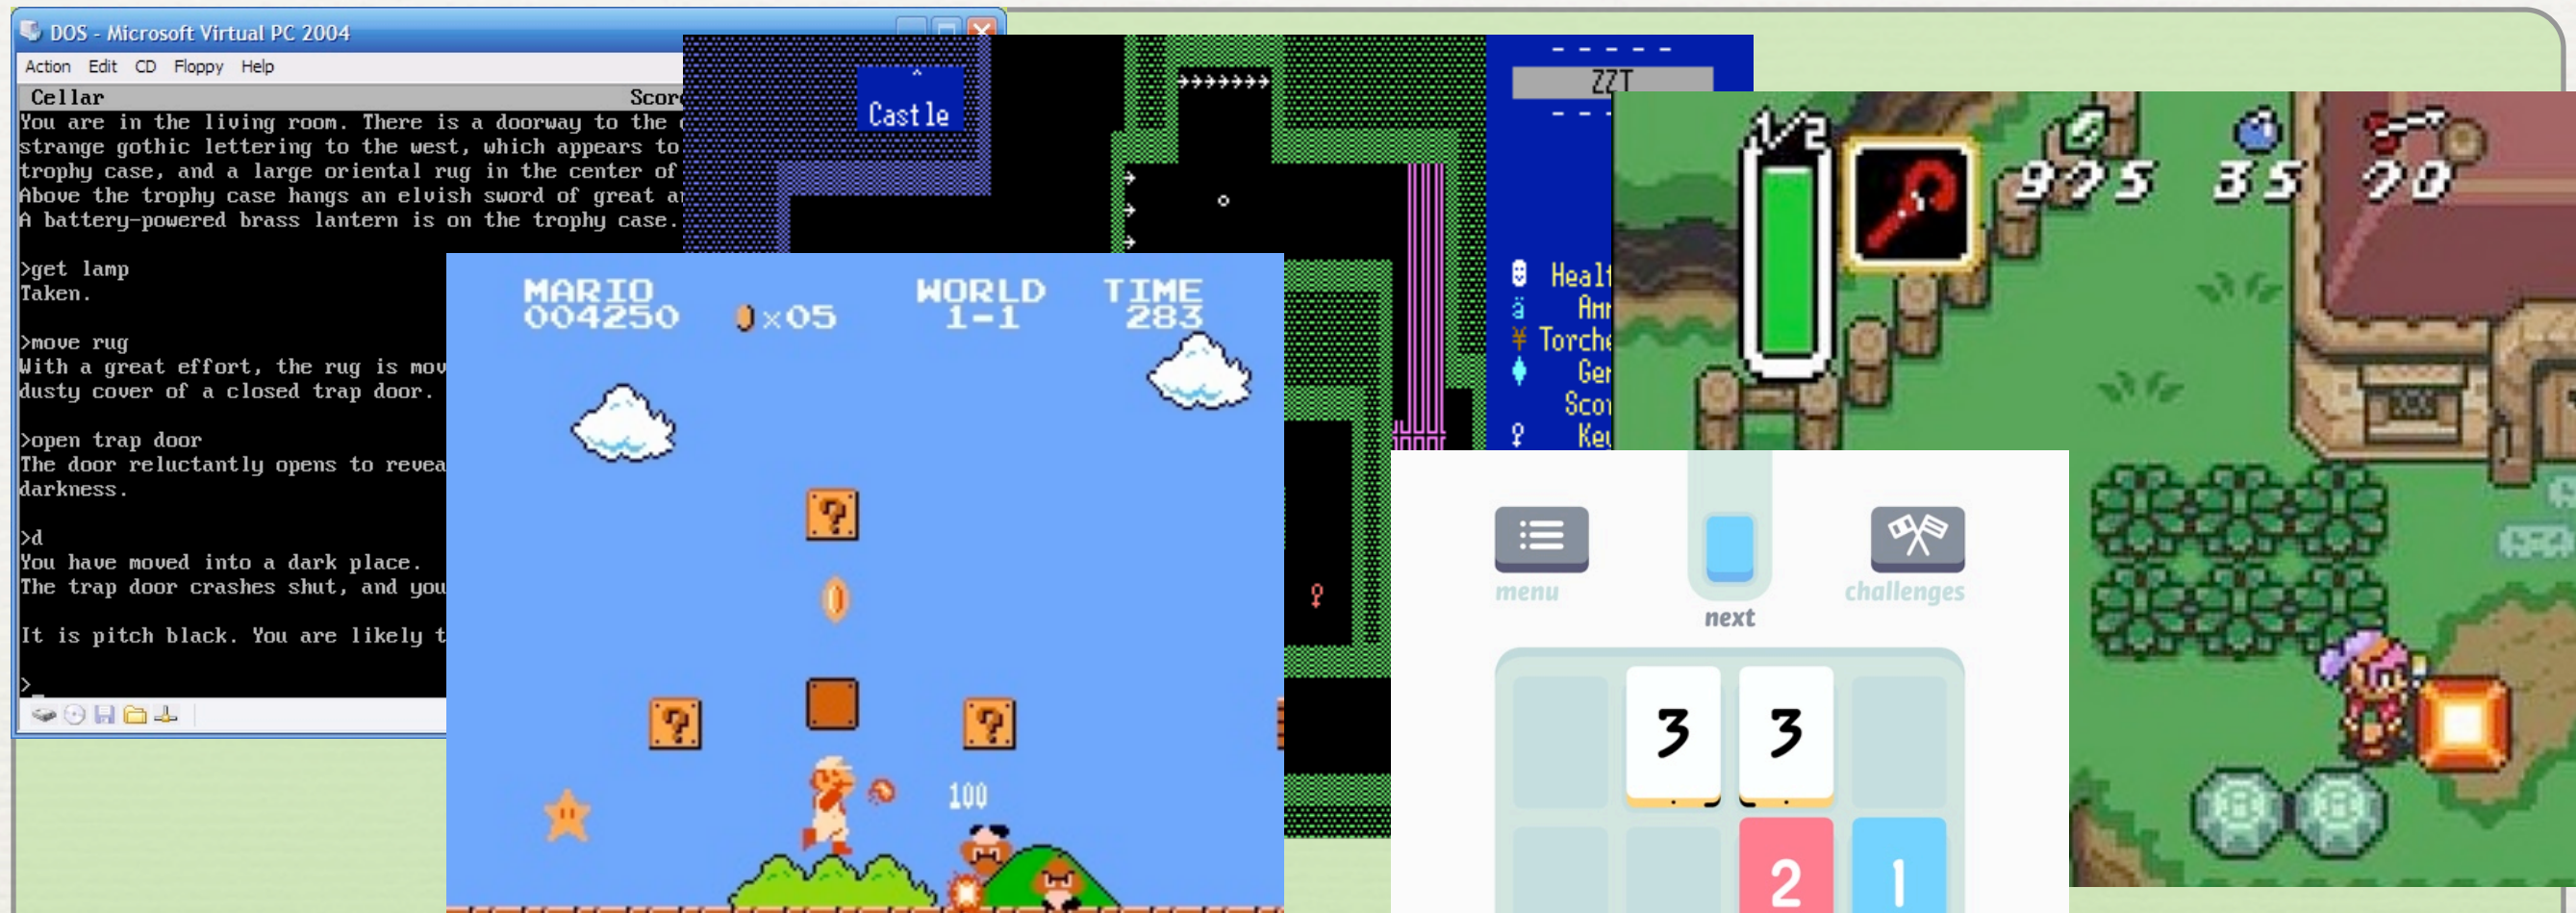 DOS - Microsoft Virtual PC 2004
Action Edit CD Floppy Help
Cellar
You are in the living room. There is a doorway to the
strange gothic lettering to the west, which appears to
trophy case, and a large oriental rug in the center of
Above the trophy case hangs an elvish sword of great
A battery-powered brass lantern is on the trophy case.
>get lamp
Taken.
>move rug
With a great effort, the rug is
dusty cover of a closed trap door.
>open trap door
The door reluctantly opens to
darkness.
>d
You have moved into a dark place.
The trap door crashes shut, and
It is pitch black. You are likely
>_
Castle
ZZT
MARIO WORLD TIME
004250 ×05 1-1 283
100
1/2
975 35 70
menu
next
challenges
3 3
2 1